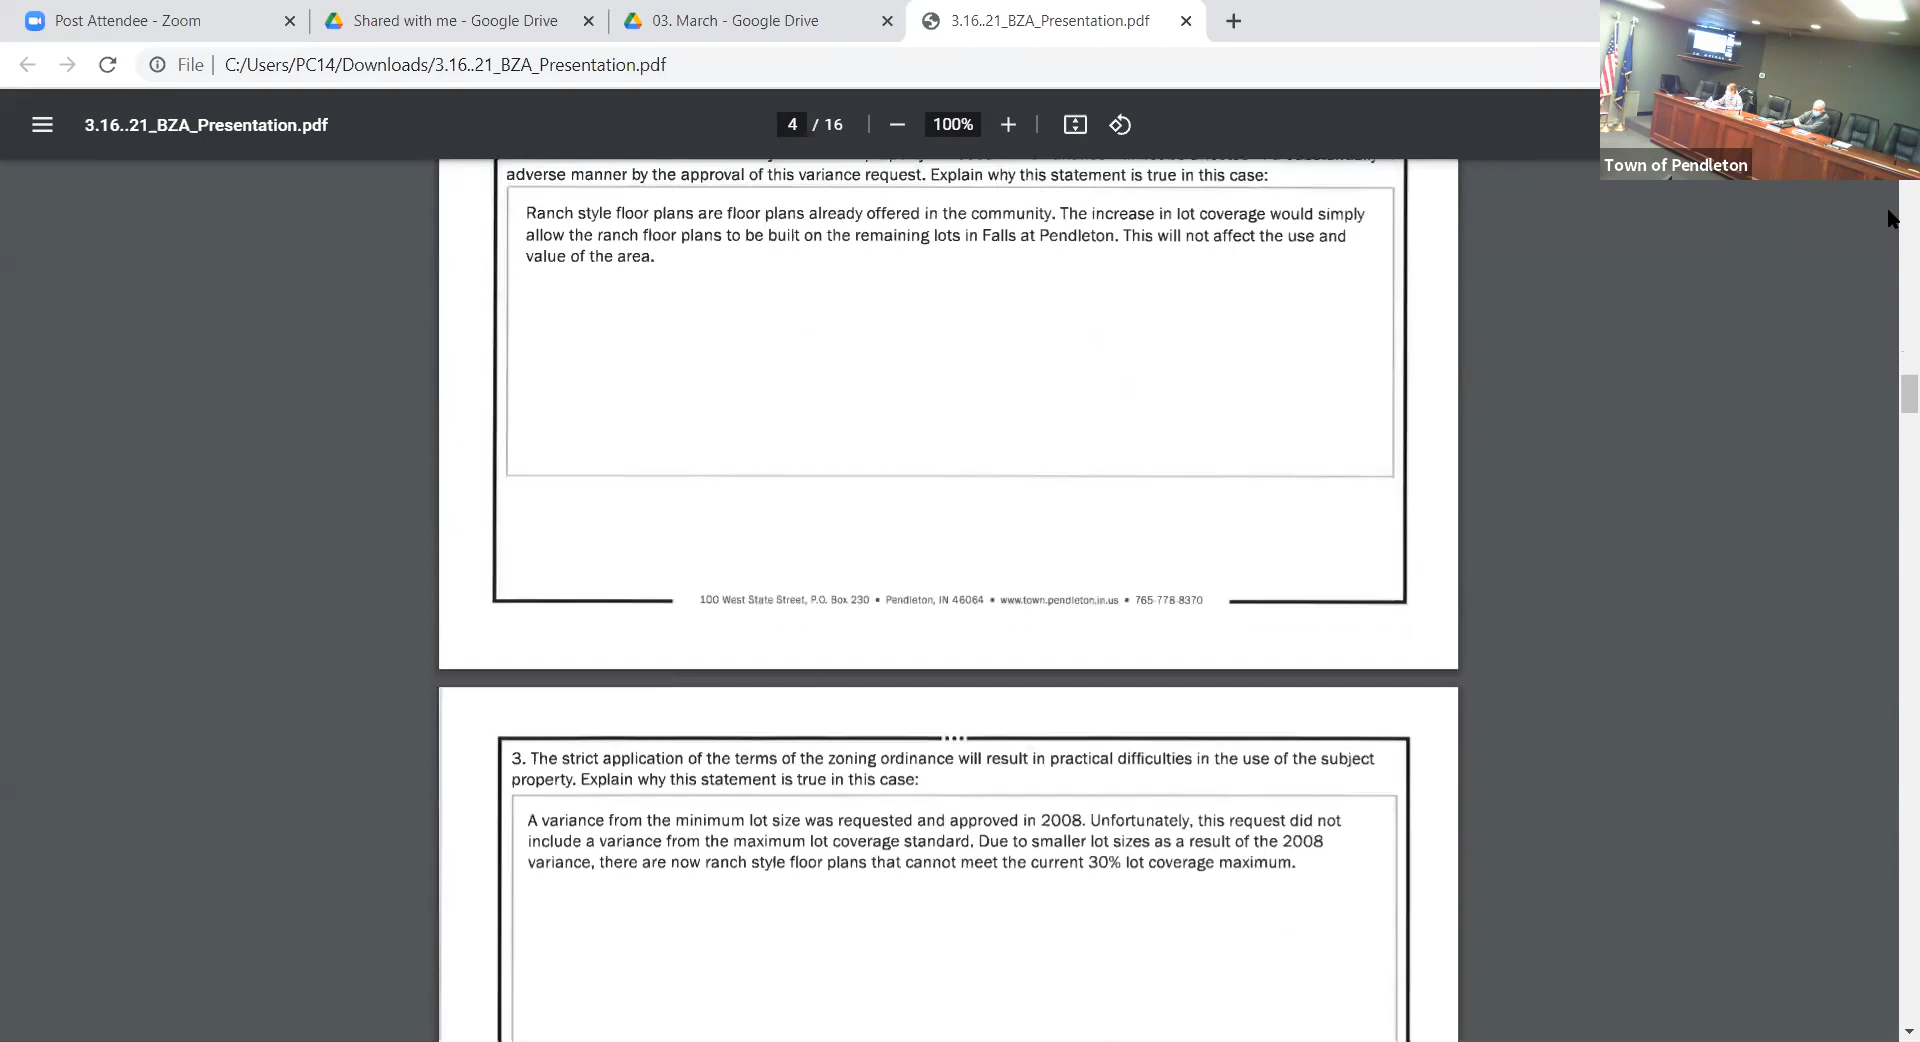 Post Attendee - Zoom
Shared with me - Google Drive
03. March - Google Drive
3.16..21_BZA_Presentation.pdf
File
C:/Users/PC14/Downloads/3.16..21_BZA_Presentation.pdf
3.16..21_BZA_Presentation.pdf
4 / 16
100%
Town of Pendleton
adverse manner by the approval of this variance request. Explain why this statement is true in this case:
Ranch style floor plans are floor plans already offered in the community. The increase in lot coverage would simply
allow the ranch floor plans to be built on the remaining lots in Falls at Pendleton. This will not affect the use and
value of the area.
100 West State Street, P.O. Box 230 ▪ Pendleton, IN 46064 ▪ www.town.pendleton.in.us ▪ 765-778-8370
3. The strict application of the terms of the zoning ordinance will result in practical difficulties in the use of the subject
property. Explain why this statement is true in this case:
A variance from the minimum lot size was requested and approved in 2008. Unfortunately, this request did not
include a variance from the maximum lot coverage standard. Due to smaller lot sizes as a result of the 2008
variance, there are now ranch style floor plans that cannot meet the current 30% lot coverage maximum.